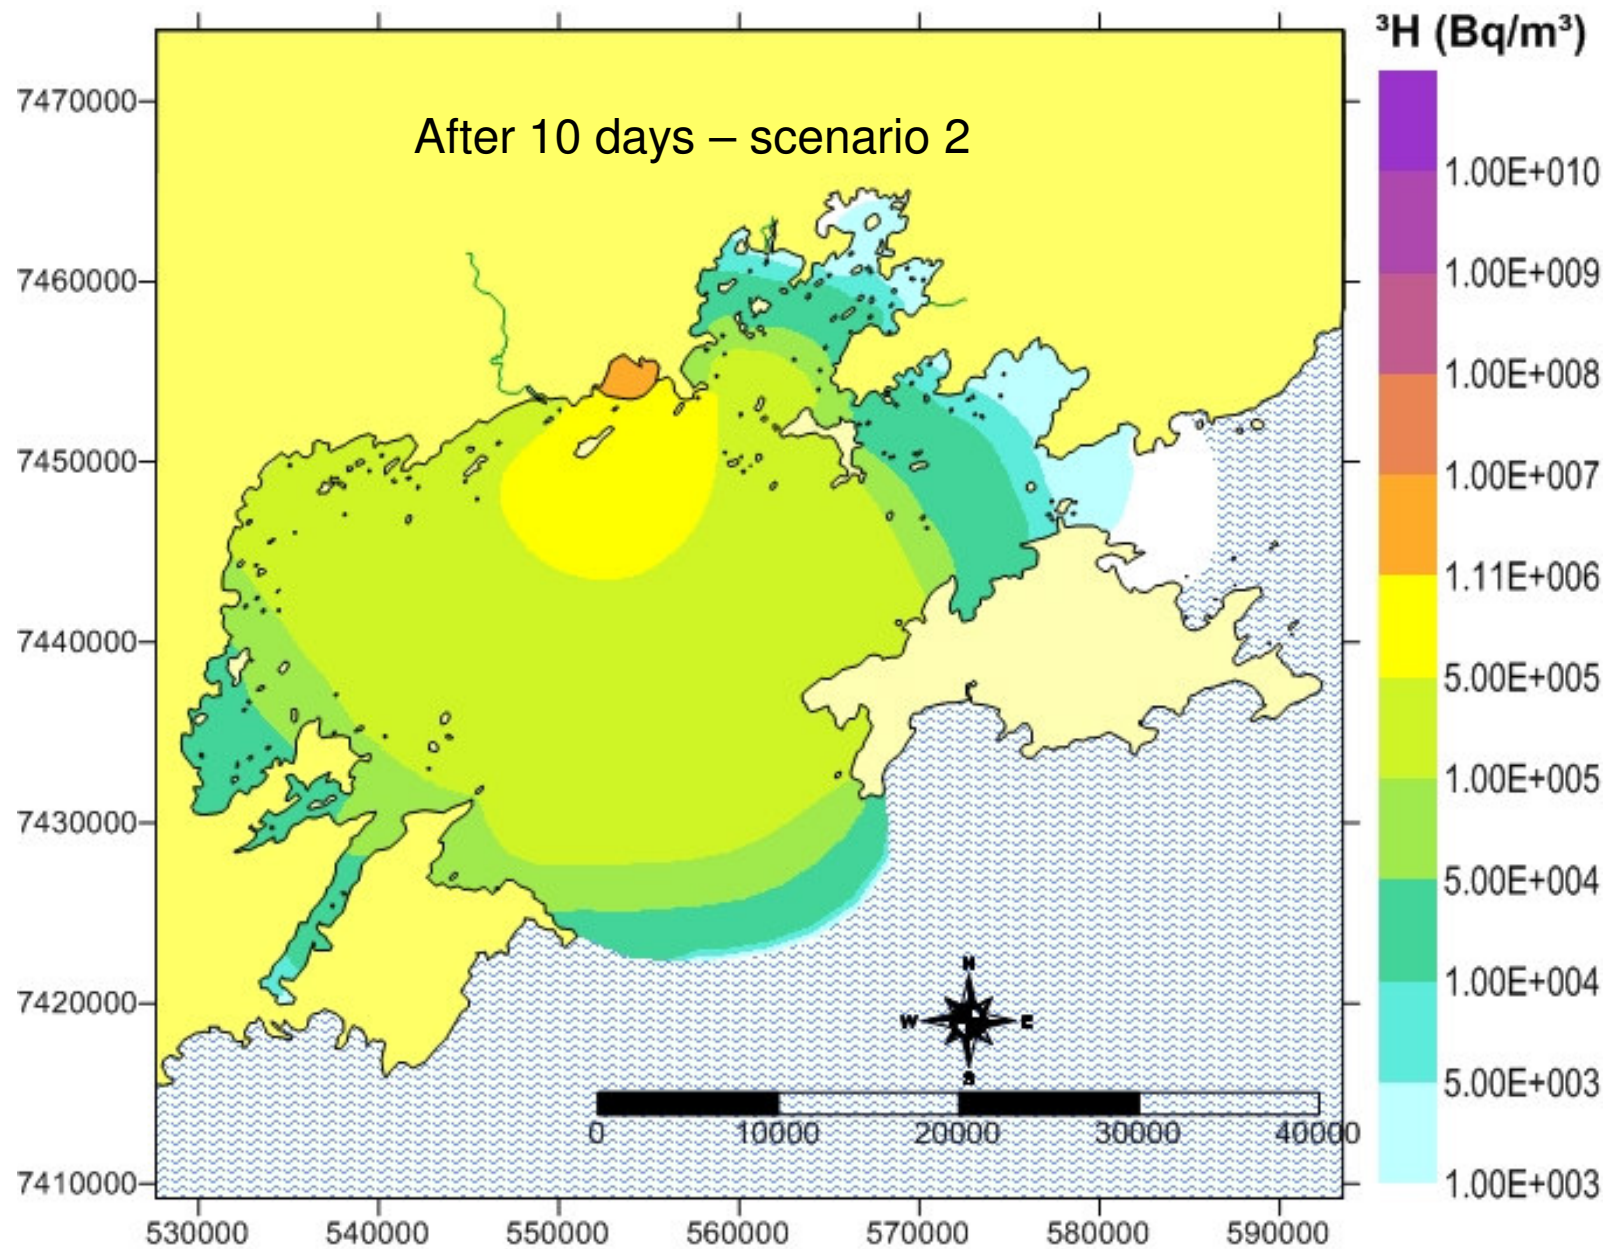 ³H (Bq/m³)
After 10 days – scenario 2
7470000
7460000
7450000
7440000
7430000
7420000
7410000
530000
540000
550000
560000
570000
580000
590000
N
W
E
S
0
10000
20000
30000
40000
1.00E+010
1.00E+009
1.00E+008
1.00E+007
1.11E+006
5.00E+005
1.00E+005
5.00E+004
1.00E+004
5.00E+003
1.00E+003